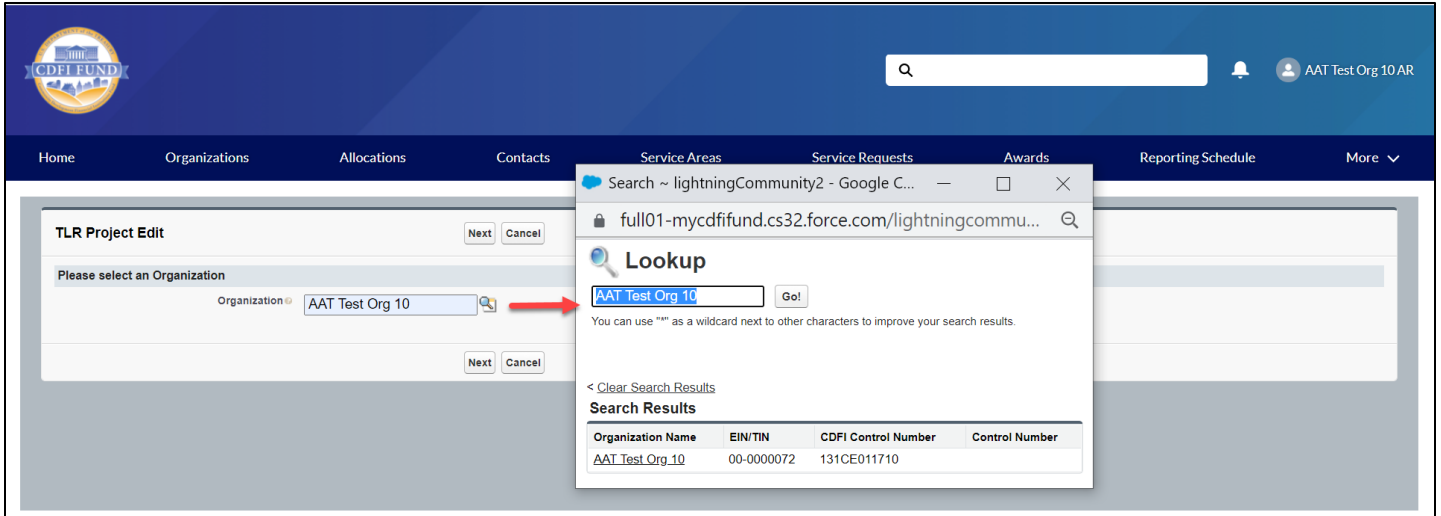 CDFI FUND
AAT Test Org 10 AR
Home Organizations Allocations Contacts Service Areas Service Requests Awards Reporting Schedule More
Search ~ lightningCommunity2 - Google C...
full01-mycdfifund.cs32.force.com/lightningcommu...
TLR Project Edit Next Cancel
Please select an Organization
Organization AAT Test Org 10
Next Cancel
Lookup
AAT Test Org 10 Go!
You can use "*" as a wildcard next to other characters to improve your search results.
< Clear Search Results
Search Results
Organization Name EIN/TIN CDFI Control Number Control Number
AAT Test Org 10 00-0000072 131CE011710